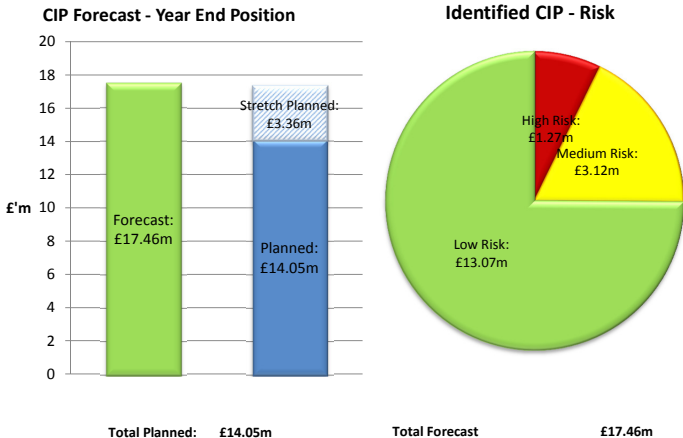 CIP Forecast - Year End Position
20
18
16
14
12
£'m 10
8
6
4
2
0
Forecast:
£17.46m
Stretch Planned:
£3.36m
Planned:
£14.05m
Total Planned: £14.05m
Identified CIP - Risk
High Risk:
£1.27m
Medium Risk:
£3.12m
Low Risk:
£13.07m
Total Forecast £17.46m